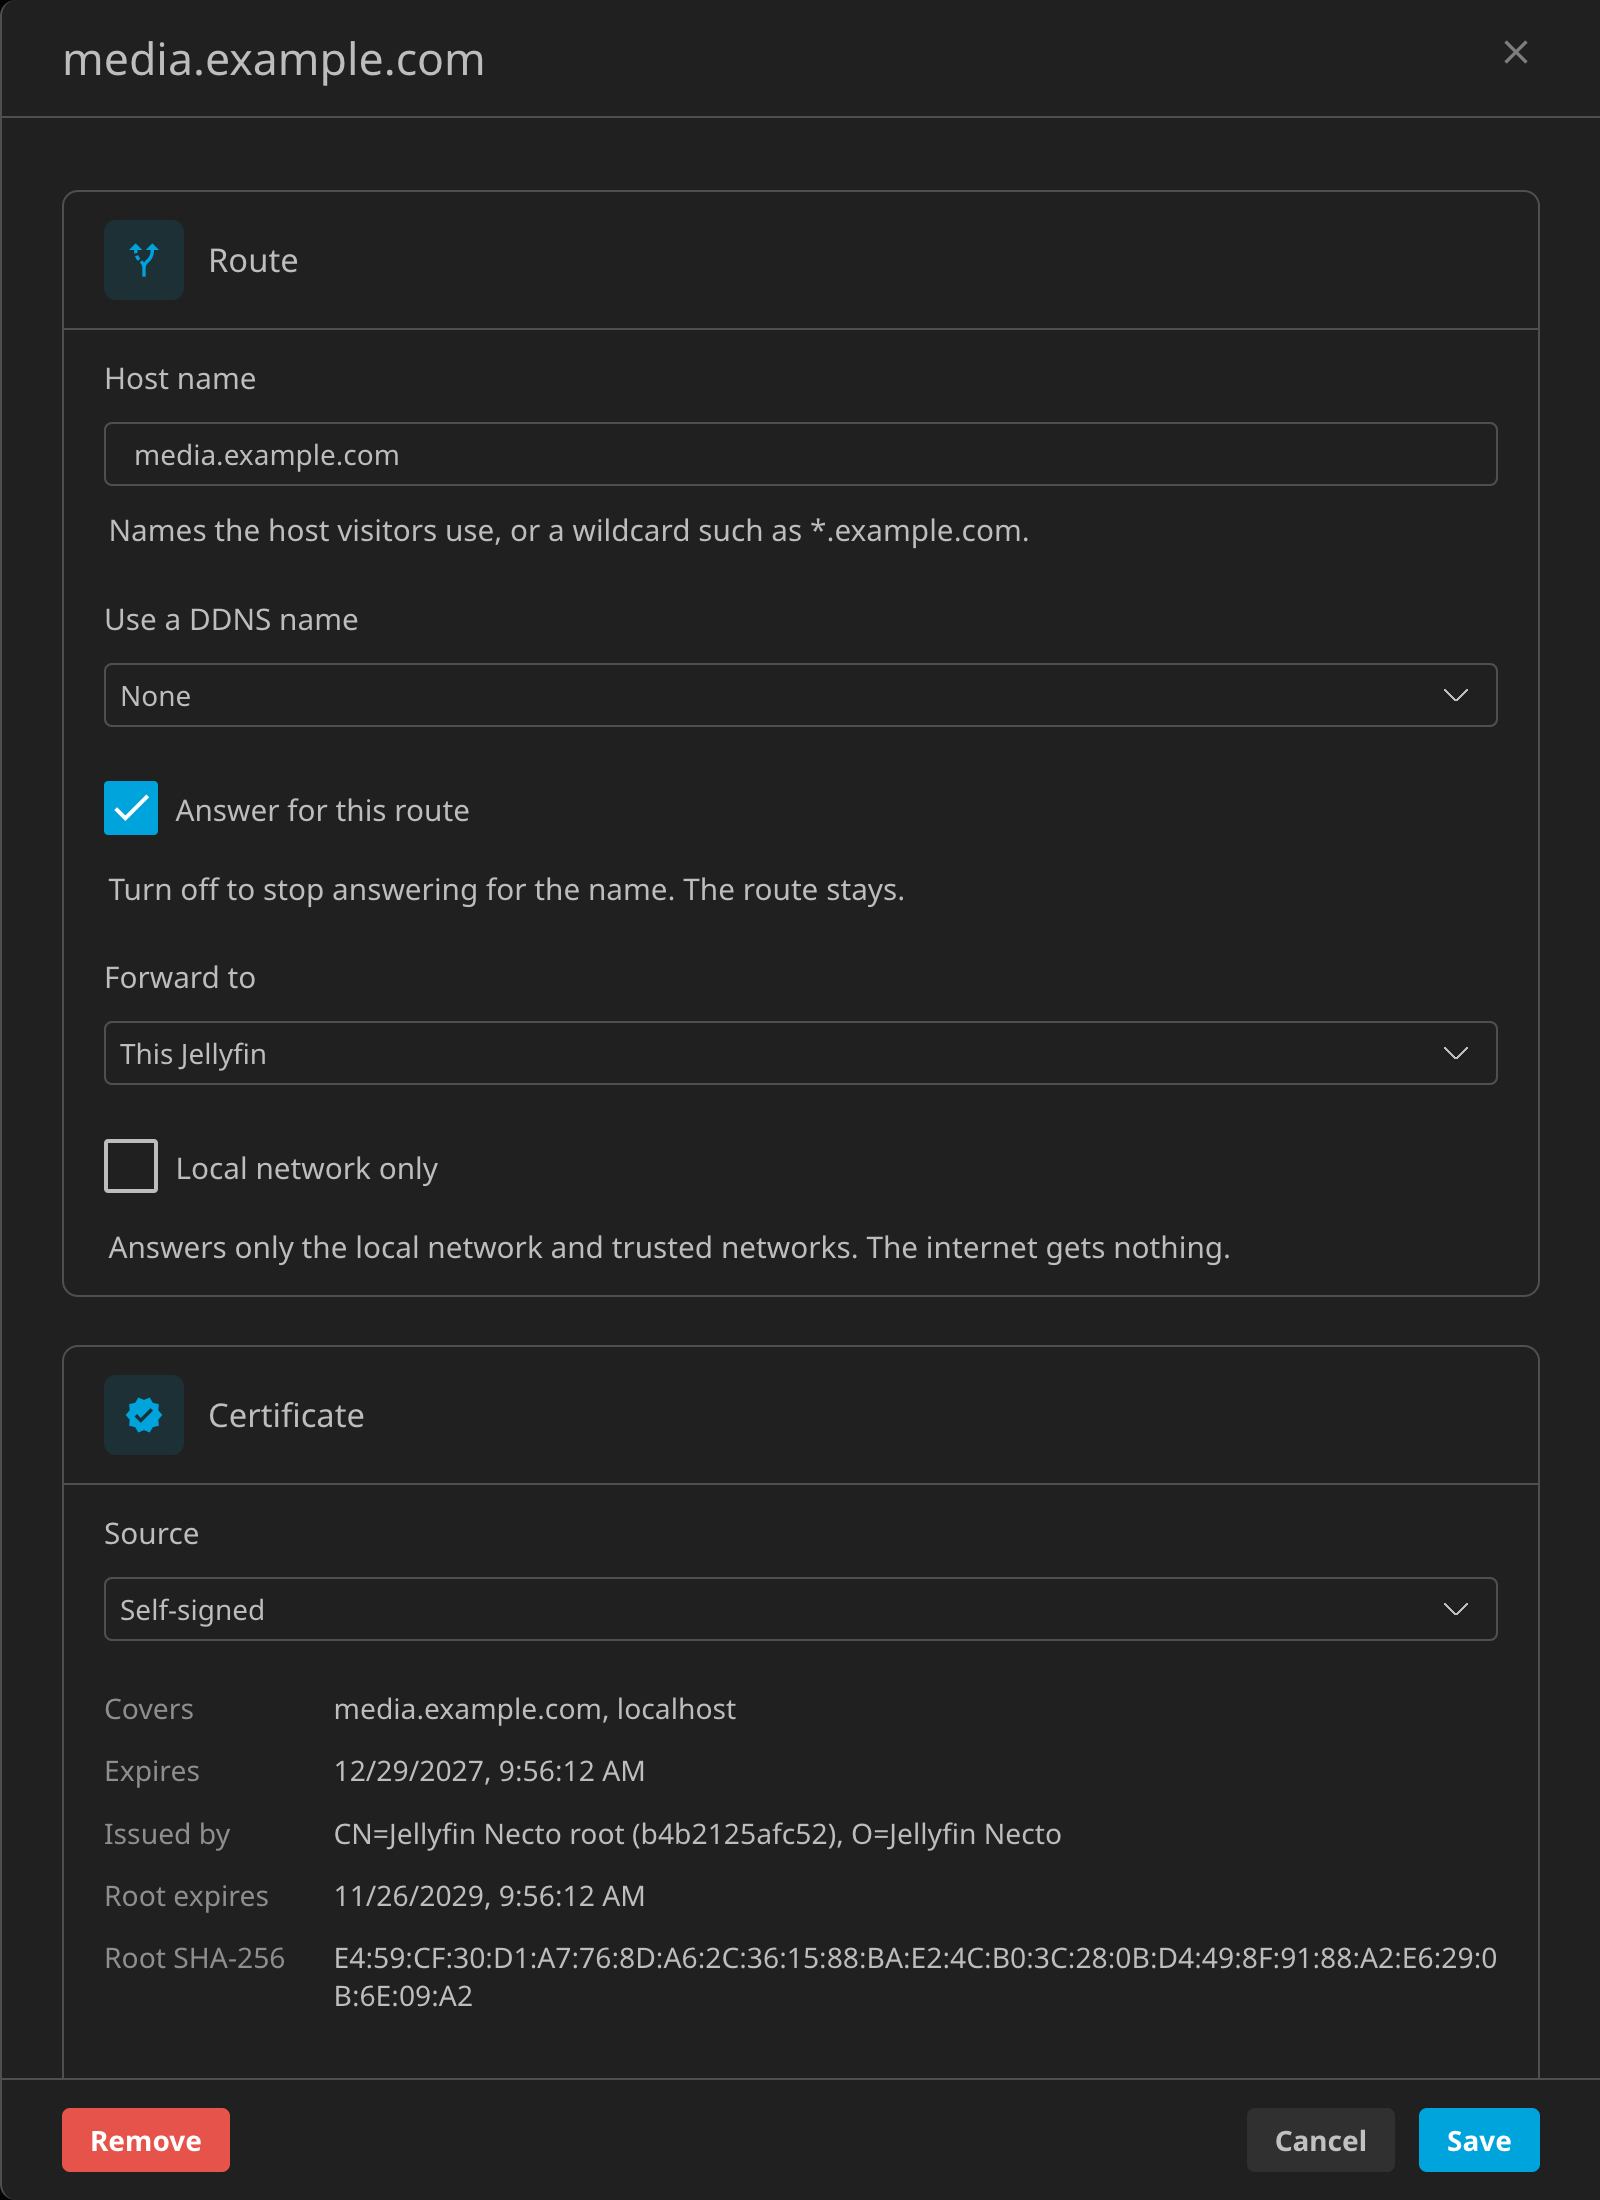 media.example.com
Route
Host name
media.example.com
Names the host visitors use, or a wildcard such as *.example.com.
Use a DDNS name
None
Answer for this route
Turn off to stop answering for the name. The route stays.
Forward to
This Jellyfin
Local network only
Answers only the local network and trusted networks. The internet gets nothing.
Certificate
Source
Self-signed
Covers media.example.com, localhost
Expires 12/29/2027, 9:56:12 AM
Issued by CN=Jellyfin Necto root (b4b2125afc52), O=Jellyfin Necto
Root expires 11/26/2029, 9:56:12 AM
Root SHA-256 E4:59:CF:30:D1:A7:76:8D:A6:2C:36:15:88:BA:E2:4C:B0:3C:28:0B:D4:49:8F:91:88:A2:E6:29:0
B:6E:09:A2
Remove Cancel Save